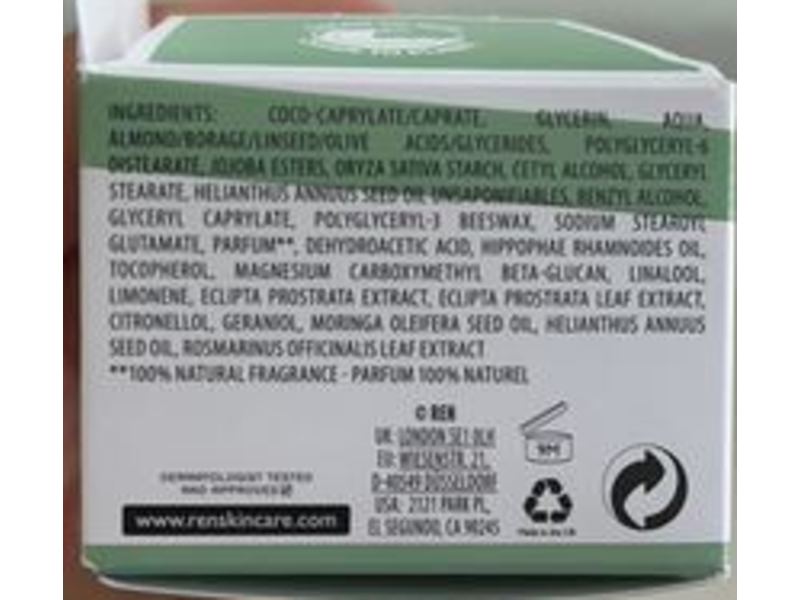 INGREDIENTS: COCO-CAPRYLATE/CAPRATE, GLYCERIN, AQUA,
ALMOND/BORAGE/LINSEED/OLIVE ACIDS/GLYCERIDES, POLYGLYCERYL-6
DISTEARATE, JOJOBA ESTERS, ORYZA SATIVA STARCH, CETYL ALCOHOL, GLYCERYL
STEARATE, HELIANTHUS ANNUUS SEED OIL UNSAPONIFIABLES, BENZYL ALCOHOL,
GLYCERYL CAPRYLATE, POLYGLYCERYL-3 BEESWAX, SODIUM STEAROYL
GLUTAMATE, PARFUM**, DEHYDROACETIC ACID, HIPPOPHAE RHAMNOIDES OIL,
TOCOPHEROL, MAGNESIUM CARBOXYMETHYL BETA-GLUCAN, LINALOOL,
LIMONENE, ECLIPTA PROSTRATA EXTRACT, ECLIPTA PROSTRATA LEAF EXTRACT,
CITRONELLOL, GERANIOL, MORINGA OLEIFERA SEED OIL, HELIANTHUS ANNUUS
SEED OIL, ROSMARINUS OFFICINALIS LEAF EXTRACT
**100% NATURAL FRAGRANCE - PARFUM 100% NATUREL
© REN
UK: LONDON SE1 0LH
EU: WIESENSTR. 21,
D-40549 DUSSELDORF
USA: 2121 PARK PL,
EL SEGUNDO, CA 90245
9M
DERMATOLOGIST TESTED
AND APPROVED
www.renskincare.com